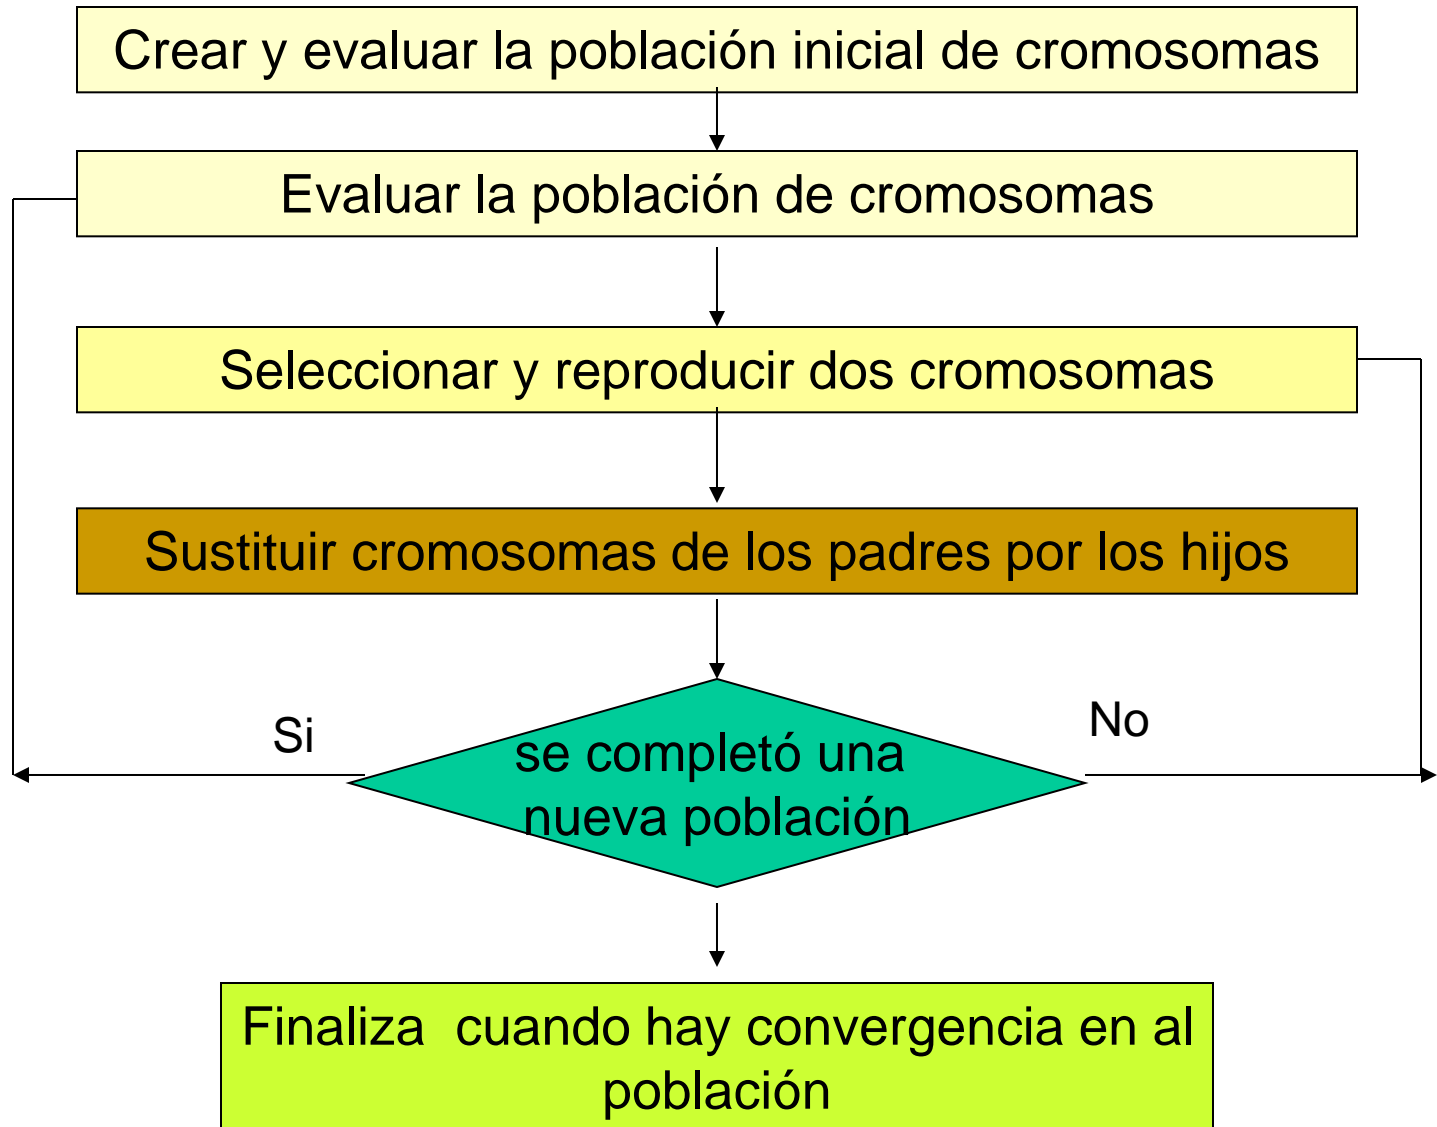 Crear y evaluar la población inicial de cromosomas
Evaluar la población de cromosomas
Seleccionar y reproducir dos cromosomas
Sustituir cromosomas de los padres por los hijos
Si
No
se completó una
nueva población
Finaliza  cuando hay convergencia en al
población